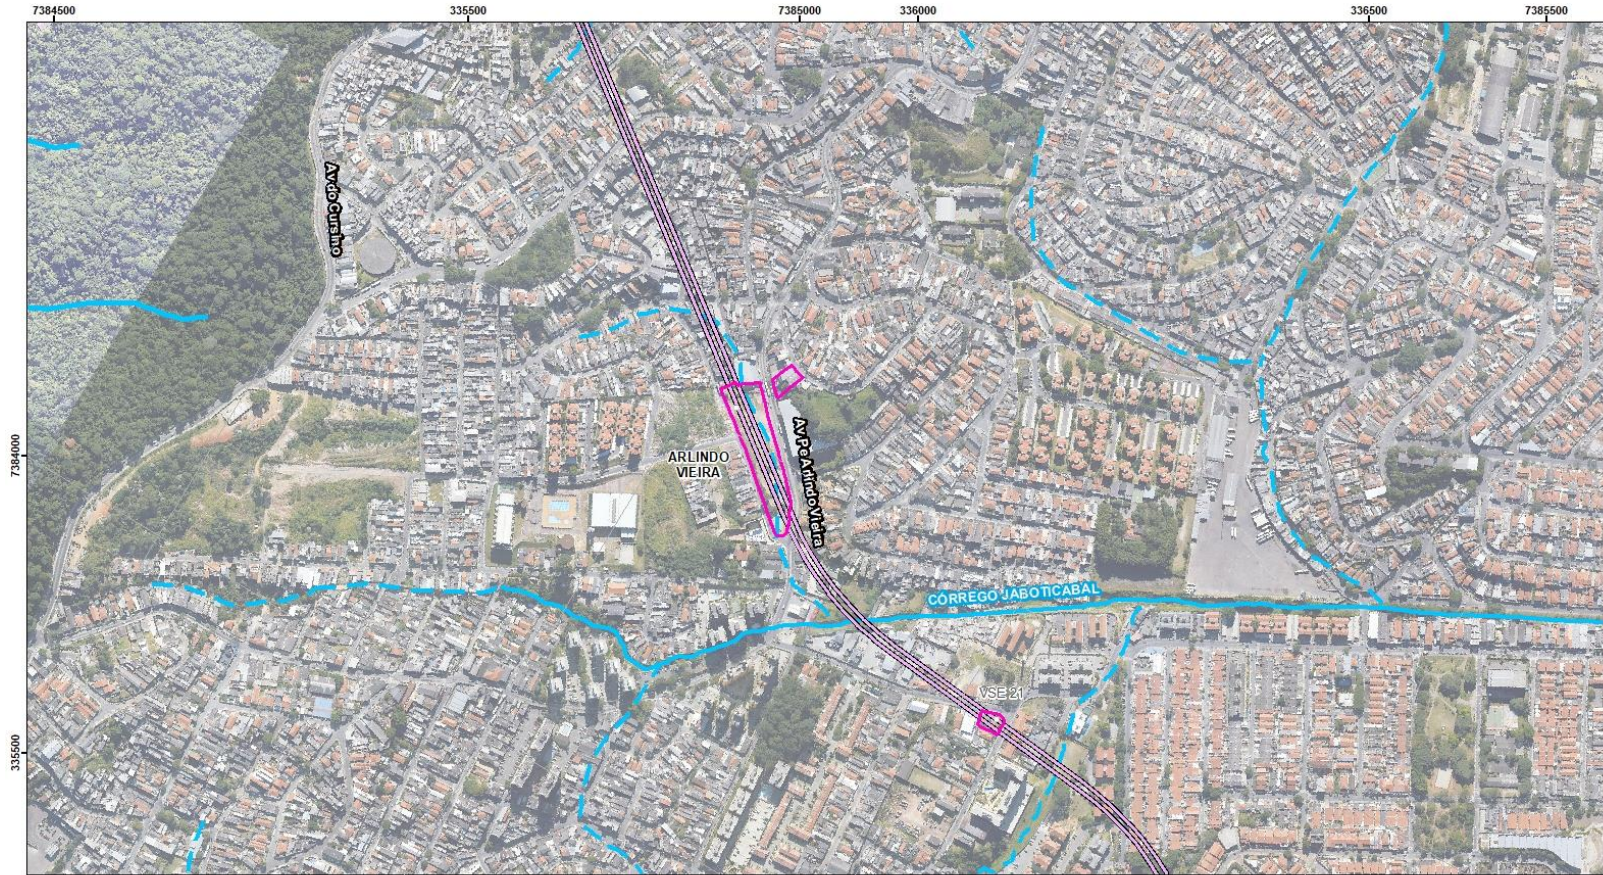 7384500
335500
7385000
336000
336500
7385500
Av do Cursino
7384000
ARLINDO
VIEIRA
Av Pe Arlindo Vieira
CÓRREGO JABOTICABAL
VSE 21
335500